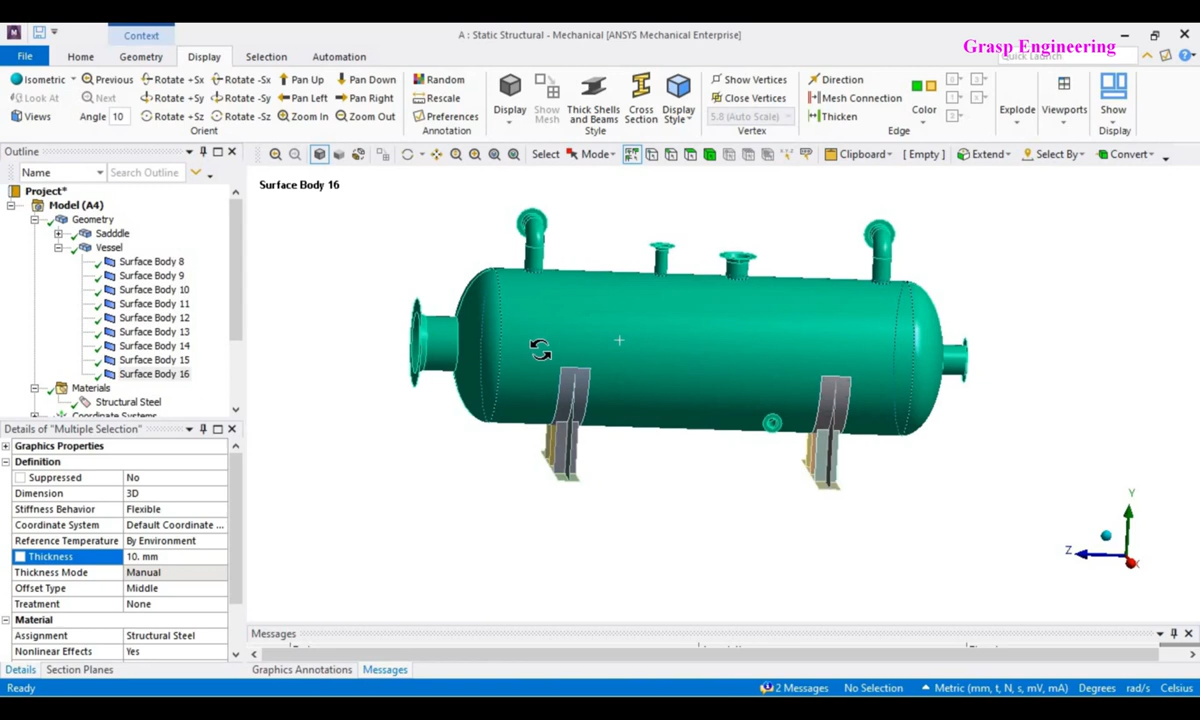 Context
A : Static Structural - Mechanical [ANSYS Mechanical Enterprise]
Grasp Engineering
File Home Geometry Display Selection Automation
Quick Launch
Isometric Previous Rotate +Sx Rotate -Sx Pan Up Pan Down
Look At Next Rotate +Sy Rotate -Sy Pan Left Pan Right
Views Angle 10 Rotate +Sz Rotate -Sz Zoom In Zoom Out
Orient
Random
Rescale
Preferences
Annotation
Display
Show Mesh
Thick Shells and Beams
Cross Section
Display Style
Style
Show Vertices
Close Vertices
5.8 (Auto Scale)
Vertex
Direction
Mesh Connection
Thicken
Color
Edge
Explode
Viewports
Show
Display
Outline
Select Mode Clipboard [ Empty ] Extend Select By Convert
Name Search Outline
Project*
Model (A4)
Geometry
Sadddle
Vessel
Surface Body 8
Surface Body 9
Surface Body 10
Surface Body 11
Surface Body 12
Surface Body 13
Surface Body 14
Surface Body 15
Surface Body 16
Materials
Structural Steel
Coordinate Systems
Surface Body 16
Details of "Multiple Selection"
Graphics Properties
Definition
Suppressed No
Dimension 3D
Stiffness Behavior Flexible
Coordinate System Default Coordinate ...
Reference Temperature By Environment
Thickness 10. mm
Thickness Mode Manual
Offset Type Middle
Treatment None
Material
Assignment Structural Steel
Nonlinear Effects Yes
Y
Z
X
Messages
Details Section Planes
Graphics Annotations Messages
Ready
2 Messages No Selection Metric (mm, t, N, s, mV, mA) Degrees rad/s Celsius